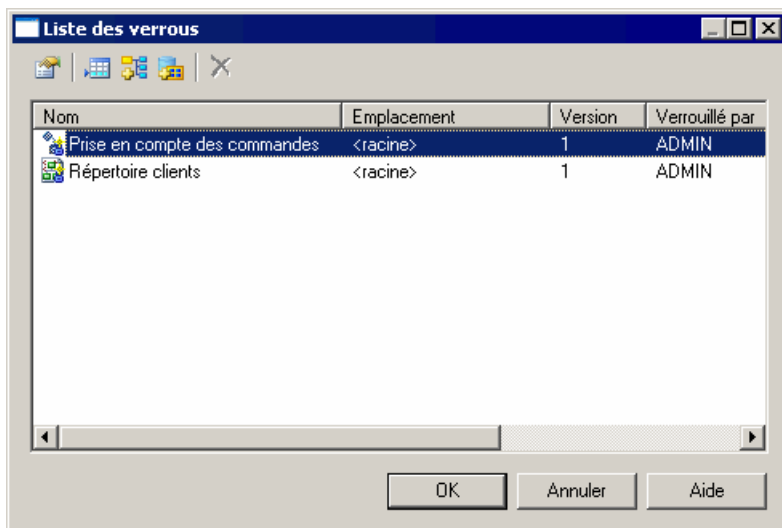 Liste des verrous
Nom Emplacement Version Verrouillé par
Prise en compte des commandes <racine> 1 ADMIN
Répertoire clients <racine> 1 ADMIN
OK Annuler Aide